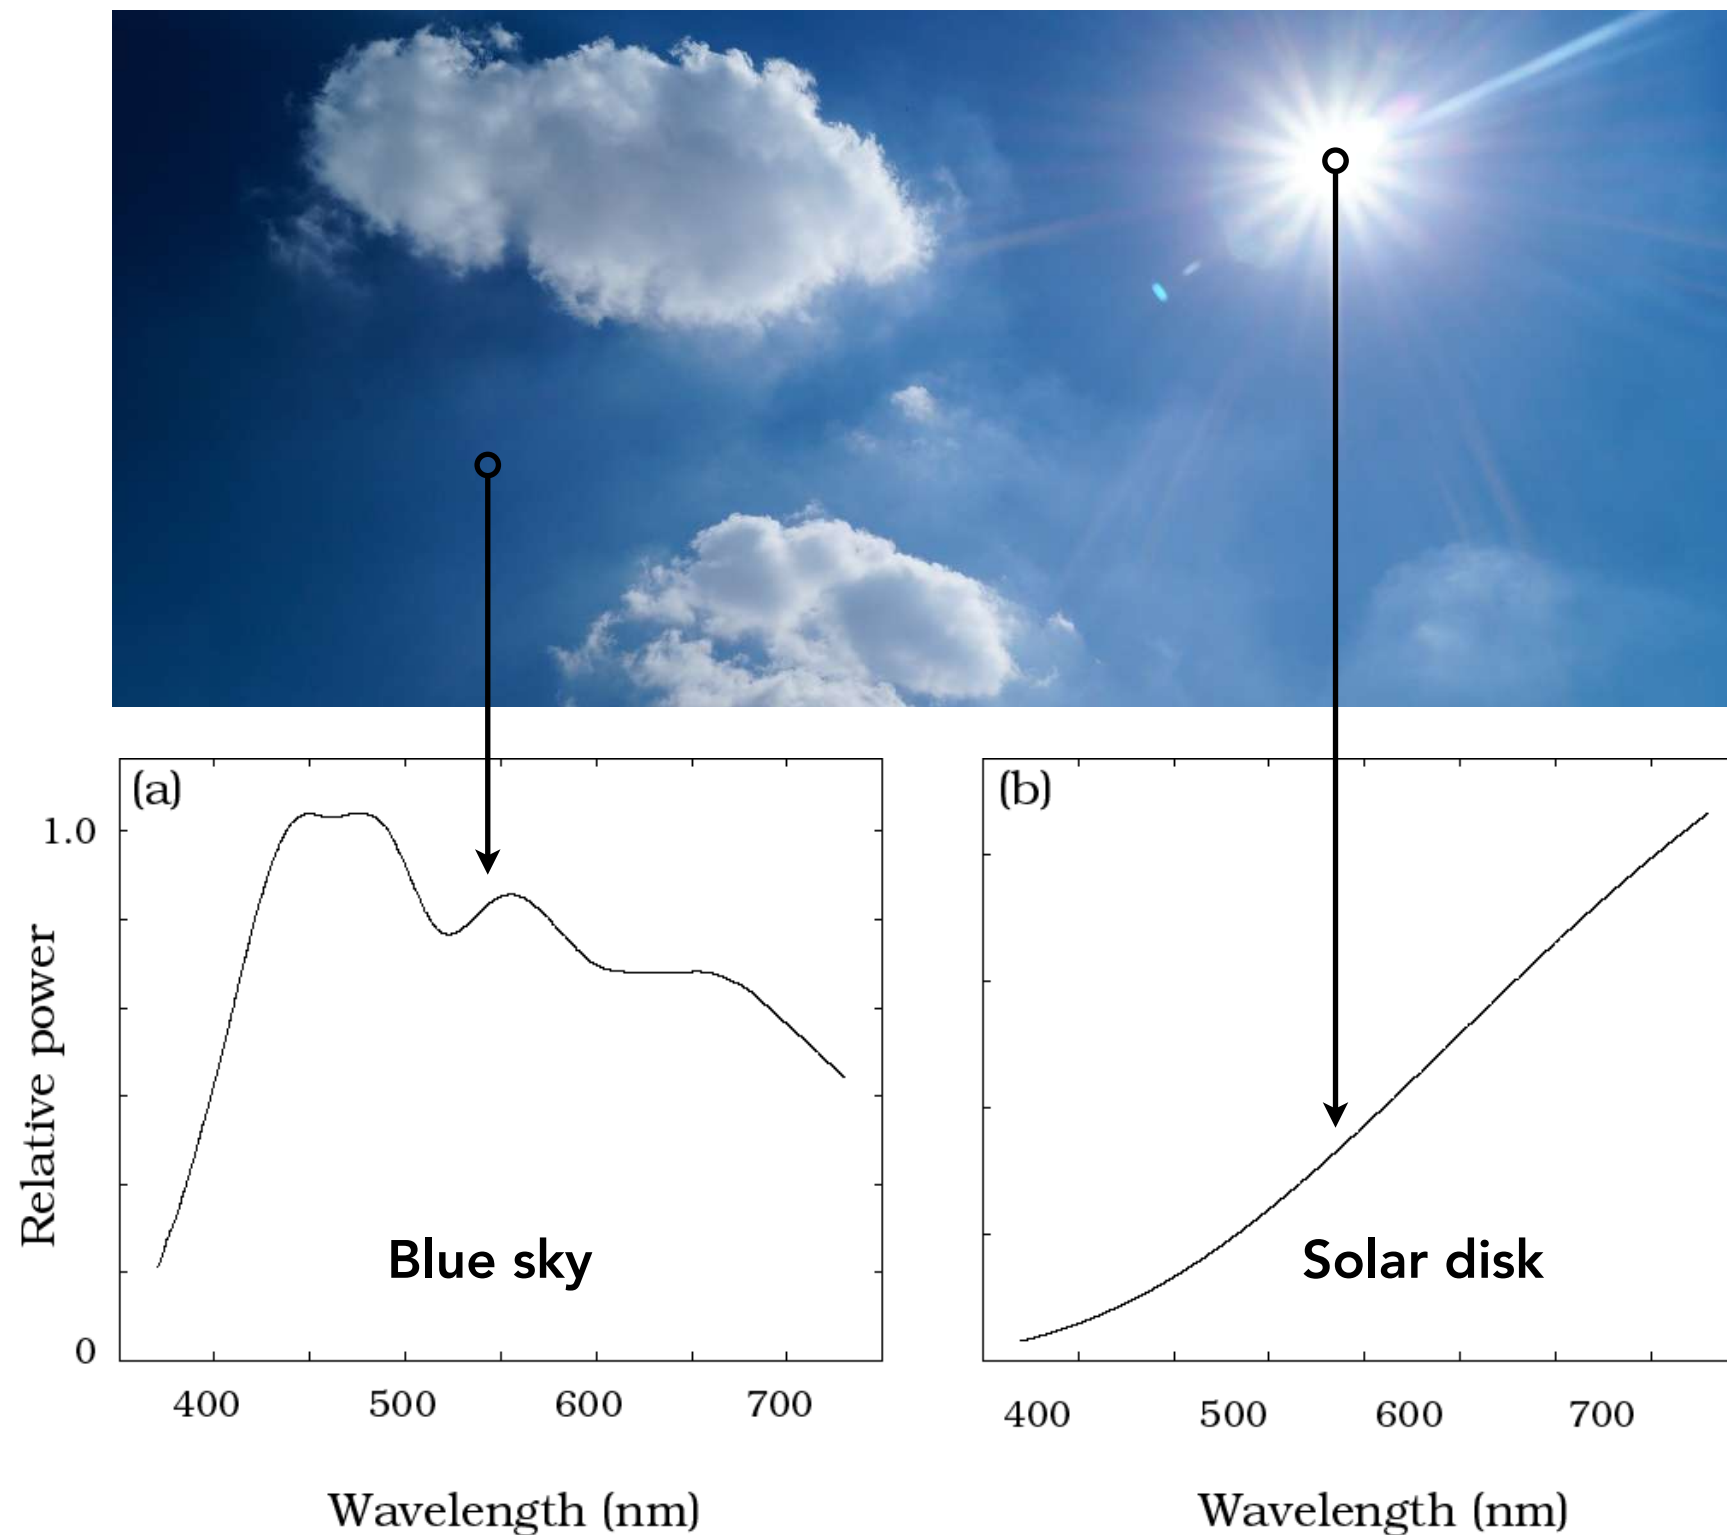 (a)
(b)
1.0
Relative power
Blue sky
Solar disk
0
400 500 600 700
400 500 600 700
Wavelength (nm)
Wavelength (nm)